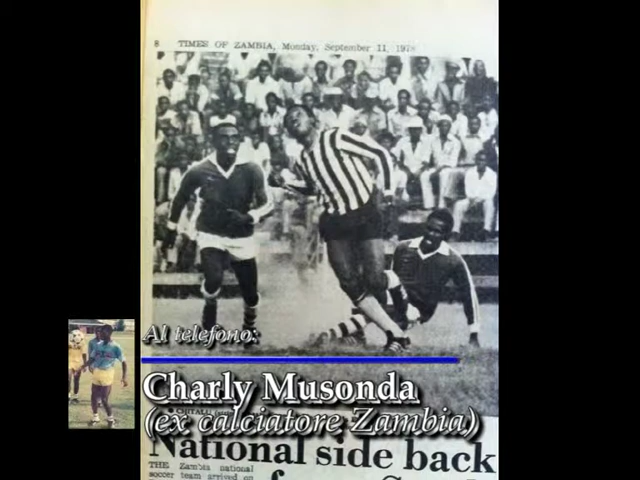 8 TIMES OF ZAMBIA, Monday, September 11, 1978
Al telefono:
Charly Musonda
(ex calciatore Zambia)
National side back
THE Zambia national
soccer team arrived on